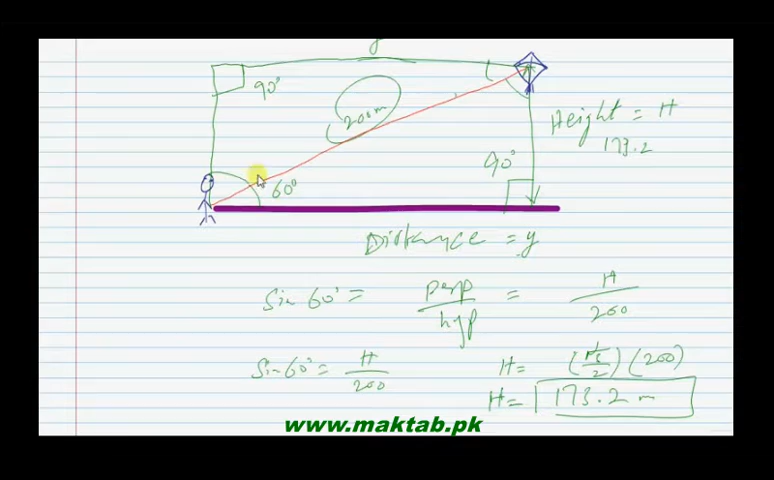 y
90°
200m
Height = H
173.2
90°
60°
Distance = y
Sin 60° = perp/hyp = H/200
Sin 60° = H/200
H = (√3/2)(200)
H = 173.2 m
www.maktab.pk